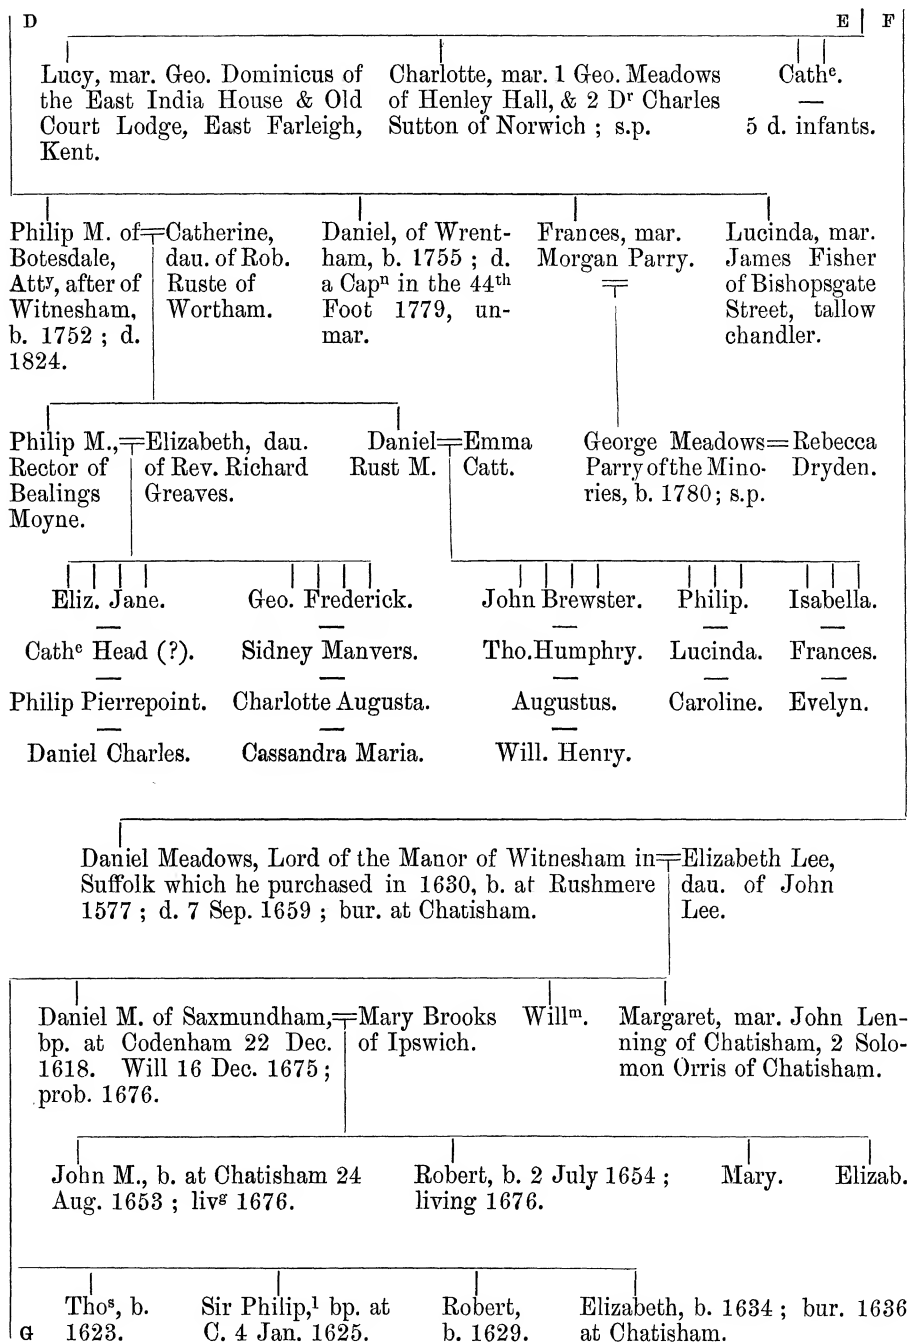 D E F
Lucy, mar. Geo. Dominicus of
the East India House & Old
Court Lodge, East Farleigh,
Kent.
Charlotte, mar. 1 Geo. Meadows
of Henley Hall, & 2 Dʳ Charles
Sutton of Norwich ; s.p.
Cathᵉ.
—
5 d. infants.
Philip M. of
Botesdale,
Attʸ, after of
Witnesham,
b. 1752 ; d.
1824.
Catherine,
dau. of Rob.
Ruste of
Wortham.
Daniel, of Wrent-
ham, b. 1755 ; d.
a Capⁿ in the 44ᵗʰ
Foot 1779, un-
mar.
Frances, mar.
Morgan Parry.
Lucinda, mar.
James Fisher
of Bishopsgate
Street, tallow
chandler.
Philip M.,
Rector of
Bealings
Moyne.
Elizabeth, dau.
of Rev. Richard
Greaves.
Daniel
Rust M.
Emma
Catt.
George Meadows
Parry of the Mino-
ries, b. 1780 ; s.p.
Rebecca
Dryden.
Eliz. Jane.
—
Cathᵉ Head (?).
—
Philip Pierrepoint.
—
Daniel Charles.
Geo. Frederick.
—
Sidney Manvers.
—
Charlotte Augusta.
—
Cassandra Maria.
John Brewster.
—
Tho. Humphry.
—
Augustus.
—
Will. Henry.
Philip.
—
Lucinda.
—
Caroline.
Isabella.
—
Frances.
—
Evelyn.
Daniel Meadows, Lord of the Manor of Witnesham in
Suffolk which he purchased in 1630, b. at Rushmere
1577 ; d. 7 Sep. 1659 ; bur. at Chatisham.
Elizabeth Lee,
dau. of John
Lee.
Daniel M. of Saxmundham,
bp. at Codenham 22 Dec.
1618. Will 16 Dec. 1675 ;
prob. 1676.
Mary Brooks
of Ipswich.
Willᵐ.
Margaret, mar. John Len-
ning of Chatisham, 2 Solo-
mon Orris of Chatisham.
John M., b. at Chatisham 24
Aug. 1653 ; livᵍ 1676.
Robert, b. 2 July 1654 ;
living 1676.
Mary.
Elizab.
G
Thoˢ, b.
1623.
Sir Philip,¹ bp. at
C. 4 Jan. 1625.
Robert,
b. 1629.
Elizabeth, b. 1634 ; bur. 1636
at Chatisham.